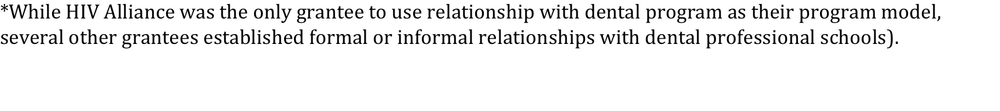 *While HIV Alliance was the only grantee to use relationship with dental program as their program model,
several other grantees established formal or informal relationships with dental professional schools).